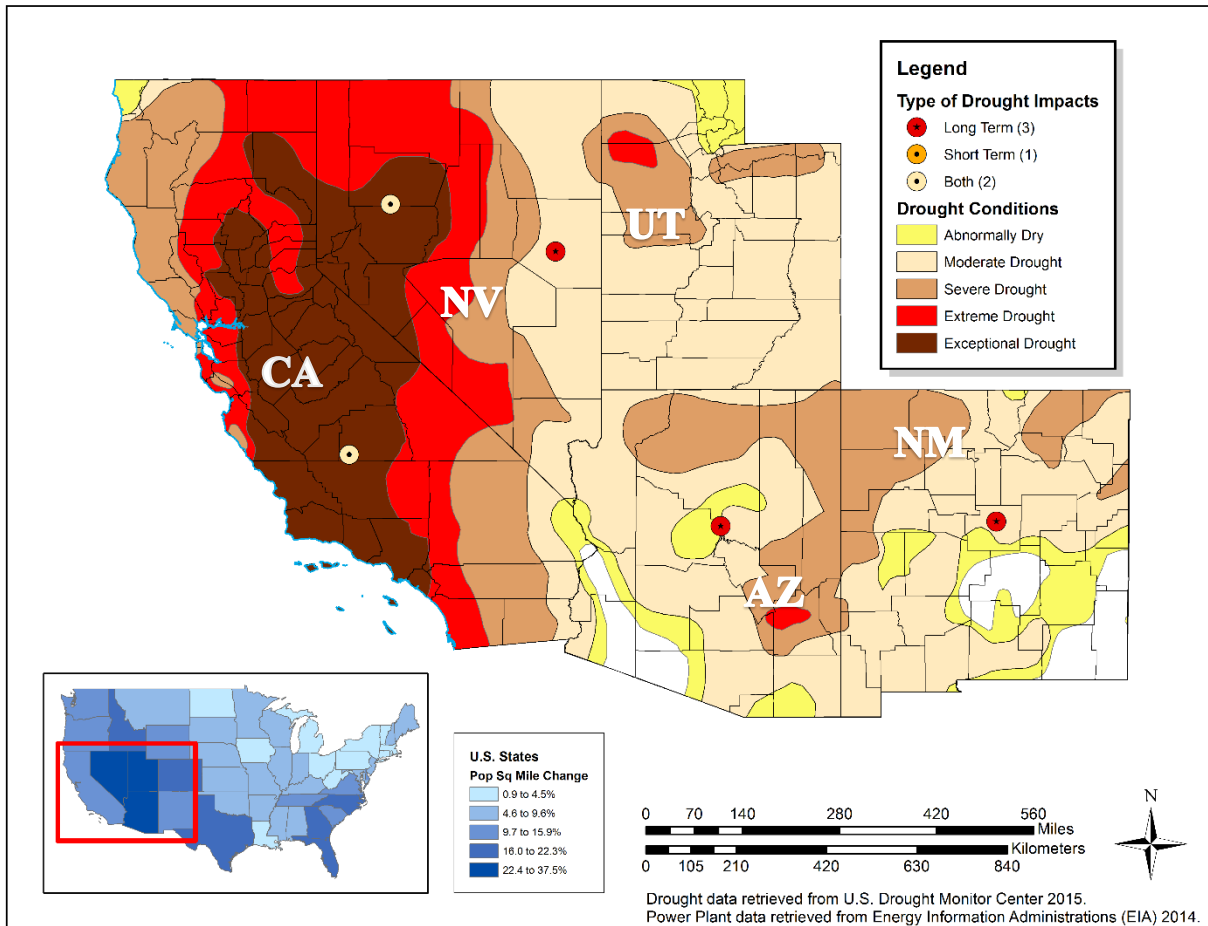 Legend
Type of Drought Impacts
Long Term (3)
Short Term (1)
Both (2)
Drought Conditions
Abnormally Dry
Moderate Drought
Severe Drought
Extreme Drought
Exceptional Drought
UT
NV
CA
NM
AZ
U.S. States
Pop Sq Mile Change
0.9 to 4.5%
4.6 to 9.6%
9.7 to 15.9%
16.0 to 22.3%
22.4 to 37.5%
0 70 140 280 420 560
Miles
Kilometers
0 105 210 420 630 840
N
Drought data retrieved from U.S. Drought Monitor Center 2015.
Power Plant data retrieved from Energy Information Administrations (EIA) 2014.